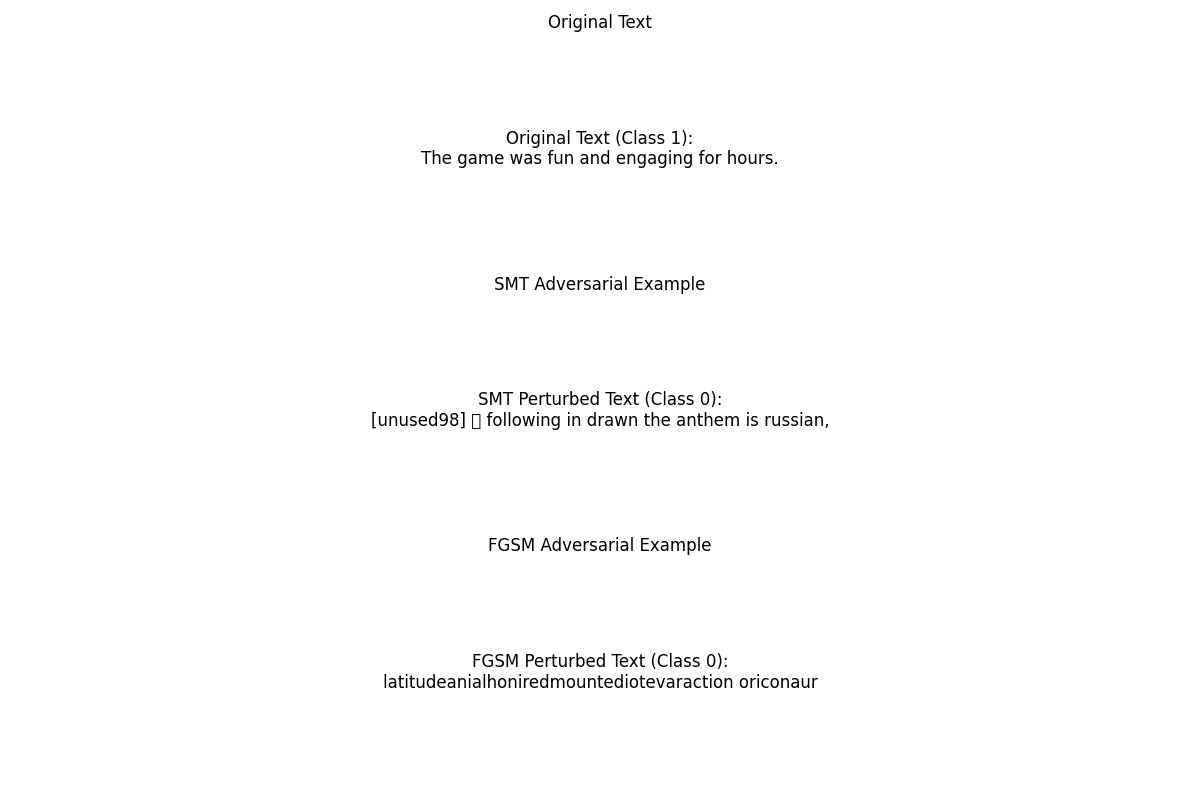 Original Text
Original Text (Class 1):
The game was fun and engaging for hours.
SMT Adversarial Example
SMT Perturbed Text (Class 0):
[unused98] following in drawn the anthem is russian,
FGSM Adversarial Example
FGSM Perturbed Text (Class 0):
latitudeanialhoniredmountediotevaraction oriconaur